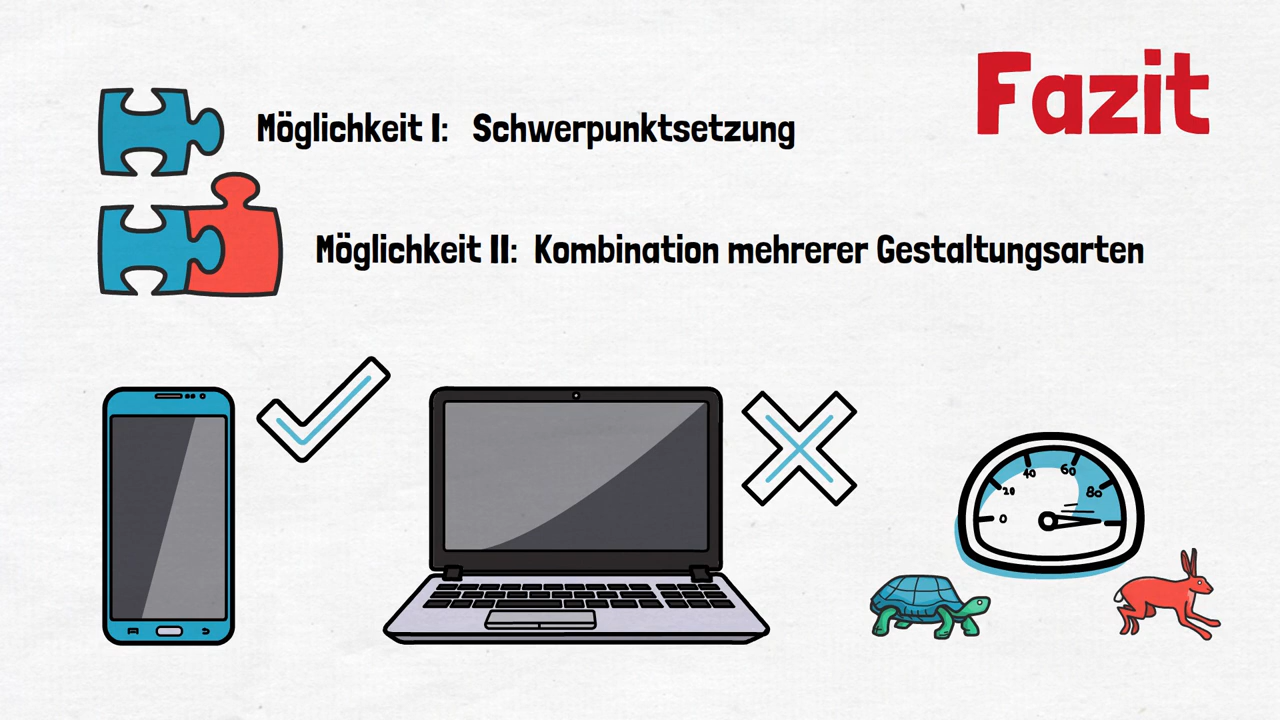 Fazit
Möglichkeit I: Schwerpunktsetzung
Möglichkeit II: Kombination mehrerer Gestaltungsarten
0
20
40
60
80